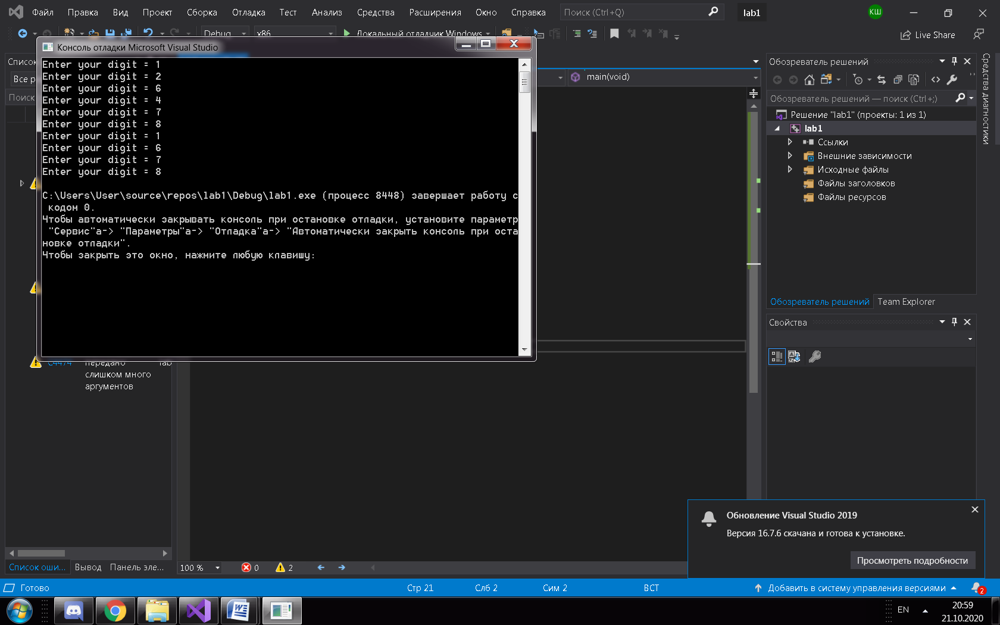 Файл Правка Вид Проект Сборка Отладка Тест Анализ Средства Расширения Окно Справка Поиск (Ctrl+Q) lab1 КШ
Debug x86 Локальный отладчик Windows Live Share
Консоль отладки Microsoft Visual Studio
Enter your digit = 1
Enter your digit = 2
Enter your digit = 6
Enter your digit = 4
Enter your digit = 7
Enter your digit = 8
Enter your digit = 1
Enter your digit = 6
Enter your digit = 7
Enter your digit = 8
C:\Users\User\source\repos\lab1\Debug\lab1.exe (процесс 8448) завершает работу с
кодом 0.
Чтобы автоматически закрывать консоль при остановке отладки, установите параметр
"Сервис"а-> "Параметры"а-> "Отладка"а-> "Автоматически закрыть консоль при оста
новке отладки".
Чтобы закрыть это окно, нажмите любую клавишу:
Список
Все р
Поиск
C4474 передано lab
слишком много
аргументов
main(void)
Обозреватель решений
Обозреватель решений — поиск (Ctrl+;)
Решение "lab1" (проекты: 1 из 1)
lab1
Ссылки
Внешние зависимости
Исходные файлы
Файлы заголовков
Файлы ресурсов
Обозреватель решений Team Explorer
Свойства
Средства диагностики
Обновление Visual Studio 2019
Версия 16.7.6 скачана и готова к установке.
Просмотреть подробности
Список оши... Вывод Панель эле...
100 % 0 2
Готово Стр 21 Слб 2 Сим 2 ВСТ Добавить в систему управления версиями 2
EN 20:59
21.10.2020